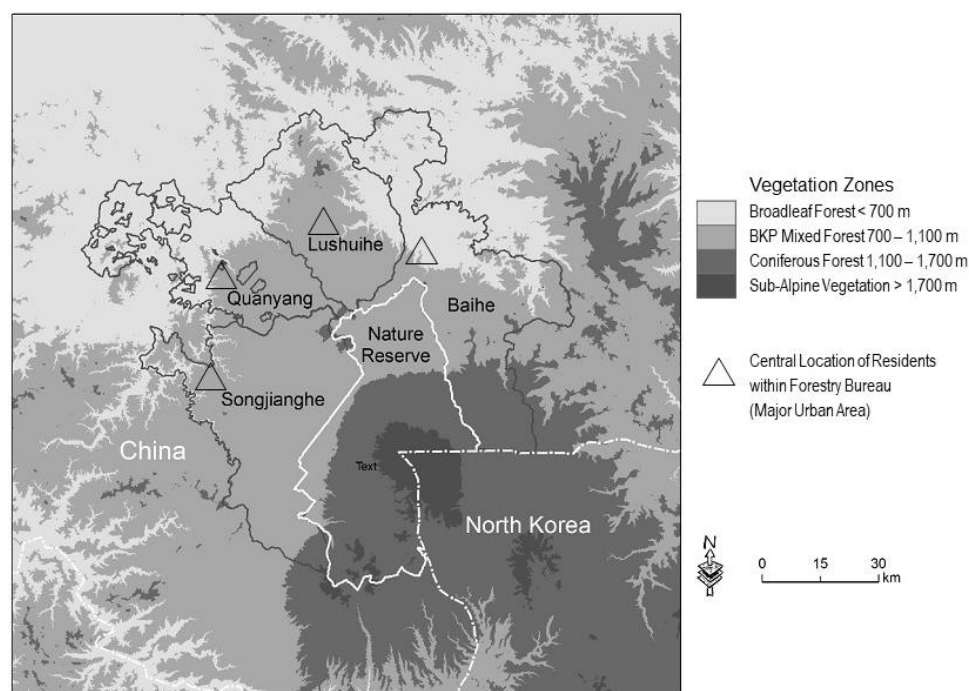 Lushuihe
Quanyang
Baihe
Nature
Reserve
Songjianghe
China
Text
North Korea
Vegetation Zones
Broadleaf Forest < 700 m
BKP Mixed Forest 700 – 1,100 m
Coniferous Forest 1,100 – 1,700 m
Sub-Alpine Vegetation > 1,700 m
Central Location of Residents
within Forestry Bureau
(Major Urban Area)
N
0 15 30
km